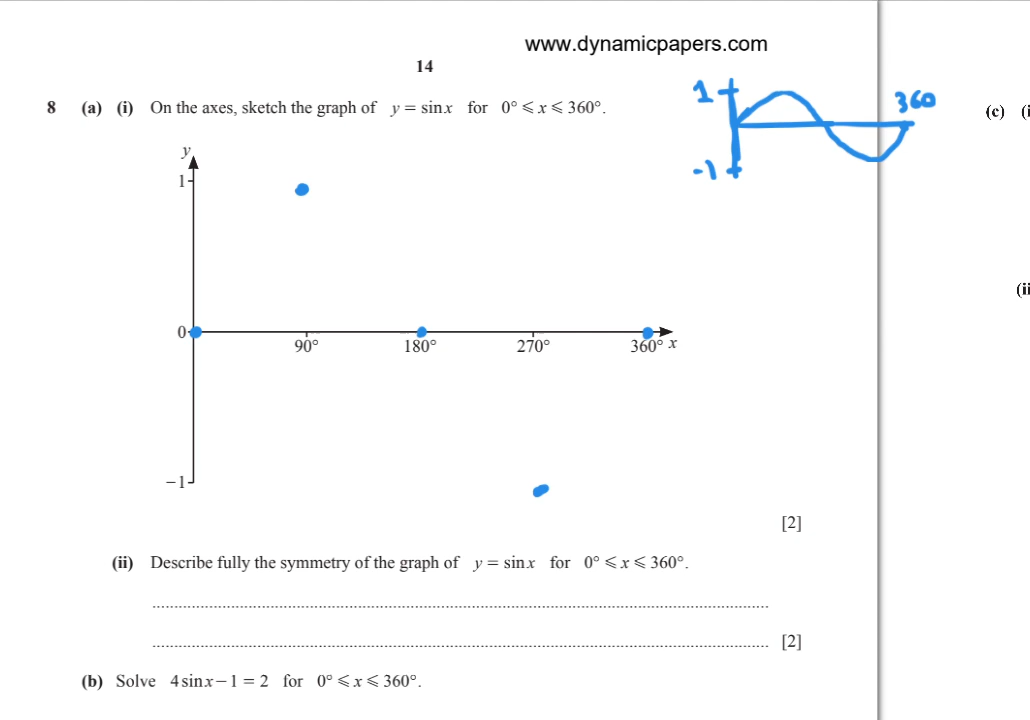 www.dynamicpapers.com
14
8 (a) (i) On the axes, sketch the graph of y = sin x for 0° ⩽ x ⩽ 360°.
1
360
-1
(c) (i
y
1
0
90° 180° 270° 360° x
−1
(ii
[2]
(ii) Describe fully the symmetry of the graph of y = sin x for 0° ⩽ x ⩽ 360°.
[2]
(b) Solve 4 sin x − 1 = 2 for 0° ⩽ x ⩽ 360°.